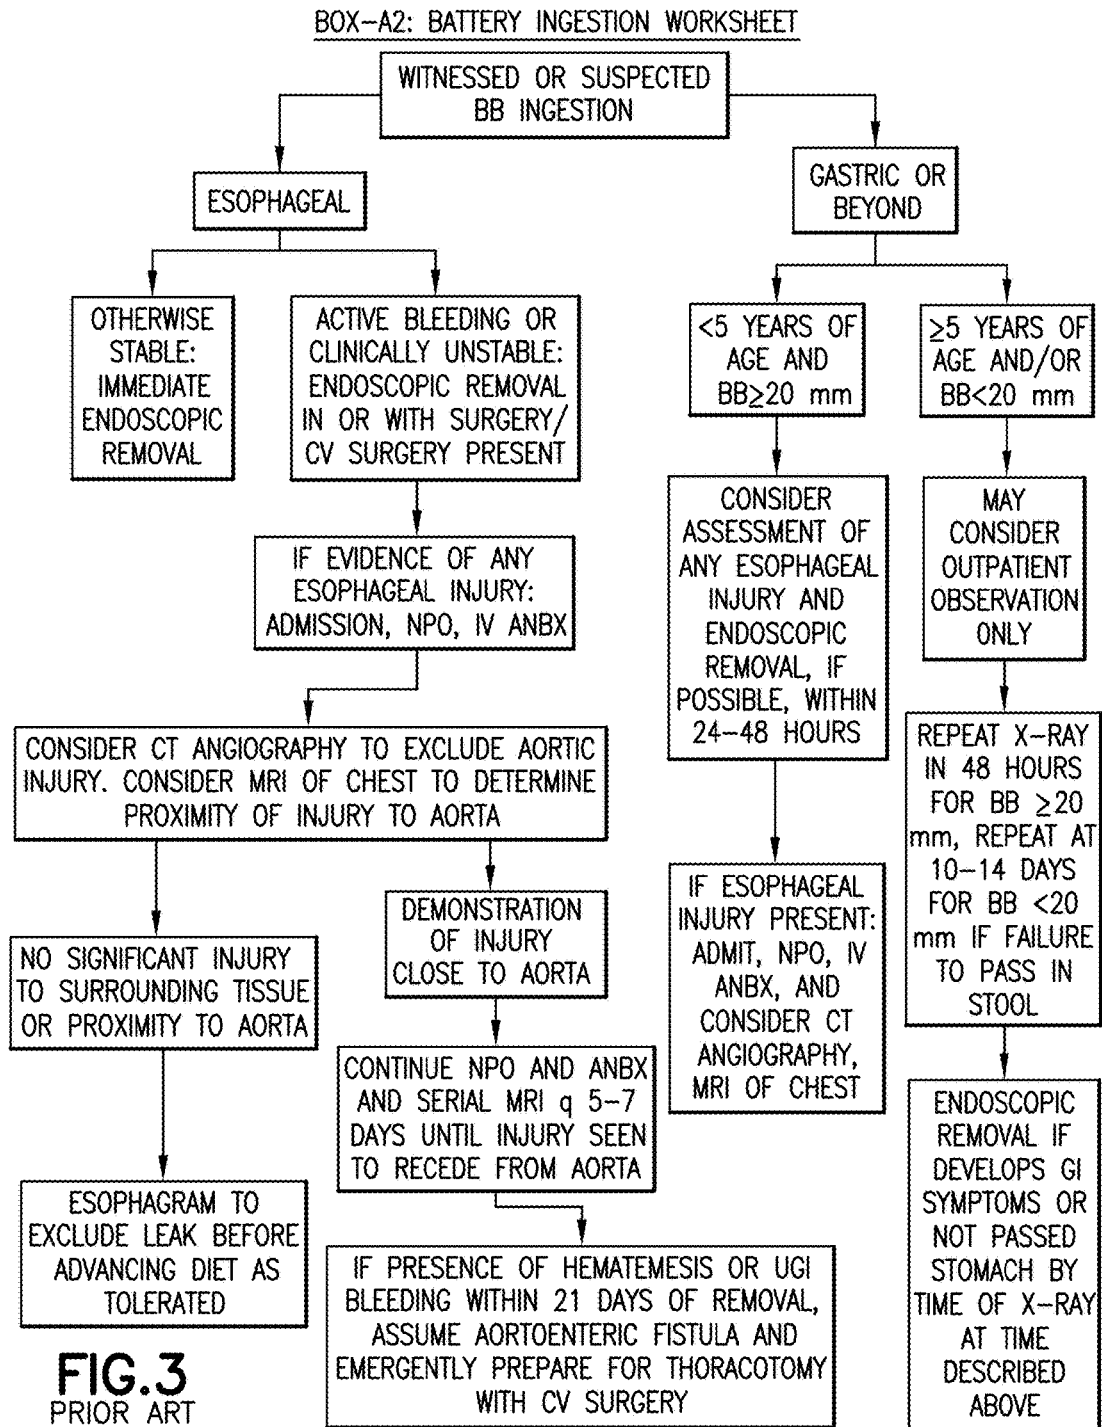 BOX-A2: BATTERY INGESTION WORKSHEET
WITNESSED OR SUSPECTED
BB INGESTION
ESOPHAGEAL
GASTRIC OR
BEYOND
OTHERWISE
STABLE:
IMMEDIATE
ENDOSCOPIC
REMOVAL
ACTIVE BLEEDING OR
CLINICALLY UNSTABLE:
ENDOSCOPIC REMOVAL
IN OR WITH SURGERY/
CV SURGERY PRESENT
<5 YEARS OF
AGE AND
BB≥20 mm
≥5 YEARS OF
AGE AND/OR
BB<20 mm
IF EVIDENCE OF ANY
ESOPHAGEAL INJURY:
ADMISSION, NPO, IV ANBX
CONSIDER
ASSESSMENT OF
ANY ESOPHAGEAL
INJURY AND
ENDOSCOPIC
REMOVAL, IF
POSSIBLE, WITHIN
24-48 HOURS
MAY
CONSIDER
OUTPATIENT
OBSERVATION
ONLY
CONSIDER CT ANGIOGRAPHY TO EXCLUDE AORTIC
INJURY. CONSIDER MRI OF CHEST TO DETERMINE
PROXIMITY OF INJURY TO AORTA
REPEAT X-RAY
IN 48 HOURS
FOR BB ≥20
mm, REPEAT AT
10-14 DAYS
FOR BB <20
mm IF FAILURE
TO PASS IN
STOOL
NO SIGNIFICANT INJURY
TO SURROUNDING TISSUE
OR PROXIMITY TO AORTA
DEMONSTRATION
OF INJURY
CLOSE TO AORTA
IF ESOPHAGEAL
INJURY PRESENT:
ADMIT, NPO, IV
ANBX, AND
CONSIDER CT
ANGIOGRAPHY,
MRI OF CHEST
CONTINUE NPO AND ANBX
AND SERIAL MRI q 5-7
DAYS UNTIL INJURY SEEN
TO RECEDE FROM AORTA
ENDOSCOPIC
REMOVAL IF
DEVELOPS GI
SYMPTOMS OR
NOT PASSED
STOMACH BY
TIME OF X-RAY
AT TIME
DESCRIBED
ABOVE
ESOPHAGRAM TO
EXCLUDE LEAK BEFORE
ADVANCING DIET AS
TOLERATED
IF PRESENCE OF HEMATEMESIS OR UGI
BLEEDING WITHIN 21 DAYS OF REMOVAL,
ASSUME AORTOENTERIC FISTULA AND
EMERGENTLY PREPARE FOR THORACOTOMY
WITH CV SURGERY
FIG.3
PRIOR ART